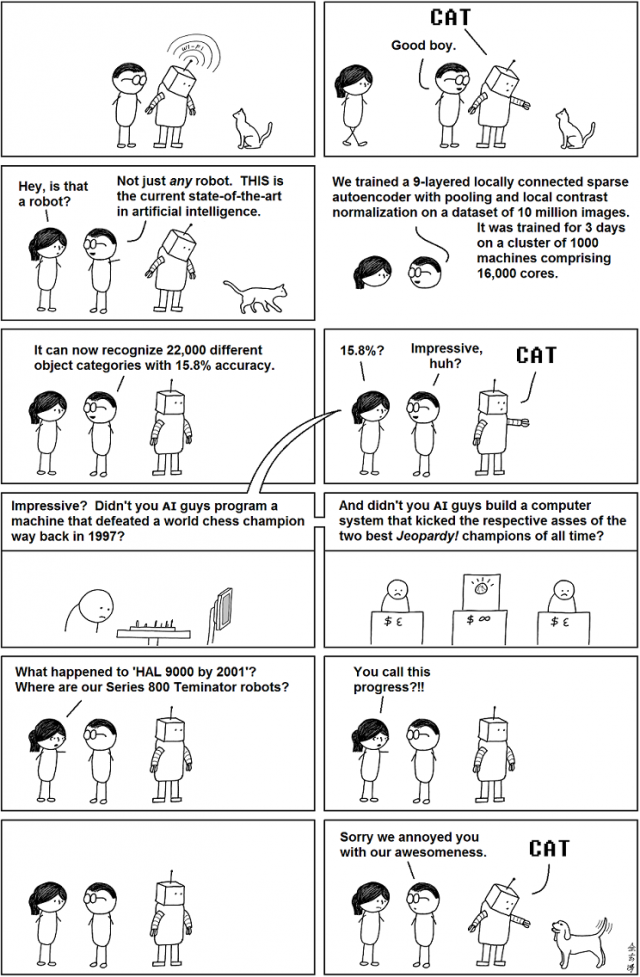 WI-FI
CAT
Good boy.
Hey, is that
a robot?
Not just any robot.  THIS is
the current state-of-the-art
in artificial intelligence.
We trained a 9-layered locally connected sparse
autoencoder with pooling and local contrast
normalization on a dataset of 10 million images.
It was trained for 3 days
on a cluster of 1000
machines comprising
16,000 cores.
It can now recognize 22,000 different
object categories with 15.8% accuracy.
15.8%?
Impressive,
huh?
CAT
Impressive?  Didn't you AI guys program a
machine that defeated a world chess champion
way back in 1997?
And didn't you AI guys build a computer
system that kicked the respective asses of the
two best Jeopardy! champions of all time?
$ ε
$ ∞
$ ε
What happened to 'HAL 9000 by 2001'?
Where are our Series 800 Teminator robots?
You call this
progress?!!
Sorry we annoyed you
with our awesomeness.
CAT